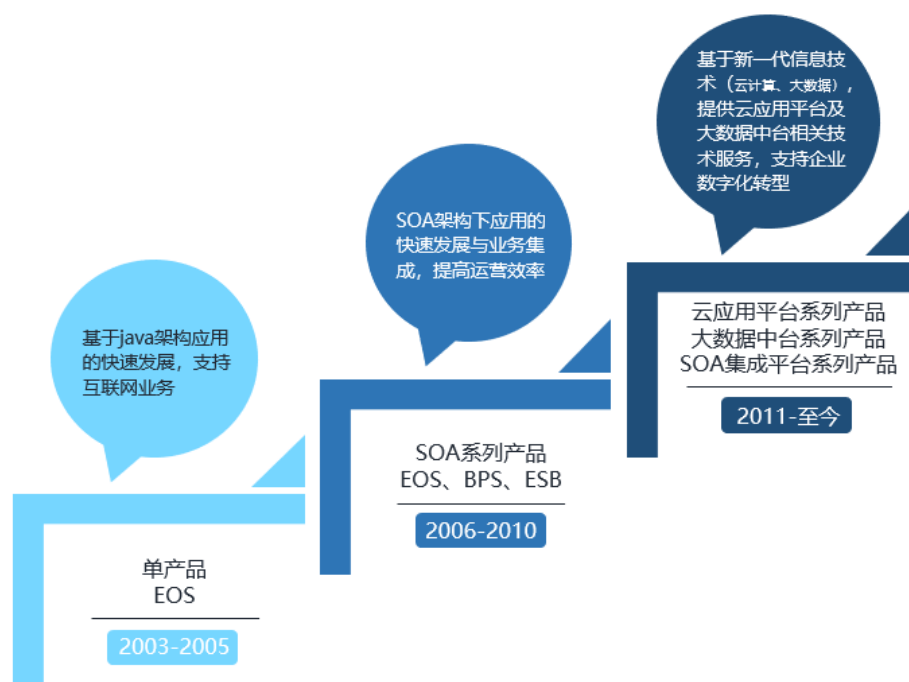 基于java架构应用
的快速发展，支持
互联网业务
单产品
EOS
2003-2005
SOA架构下应用的
快速发展与业务集
成，提高运营效率
SOA系列产品
EOS、BPS、ESB
2006-2010
基于新一代信息技
术（云计算、大数据），
提供云应用平台及
大数据中台相关技
术服务，支持企业
数字化转型
云应用平台系列产品
大数据中台系列产品
SOA集成平台系列产品
2011-至今